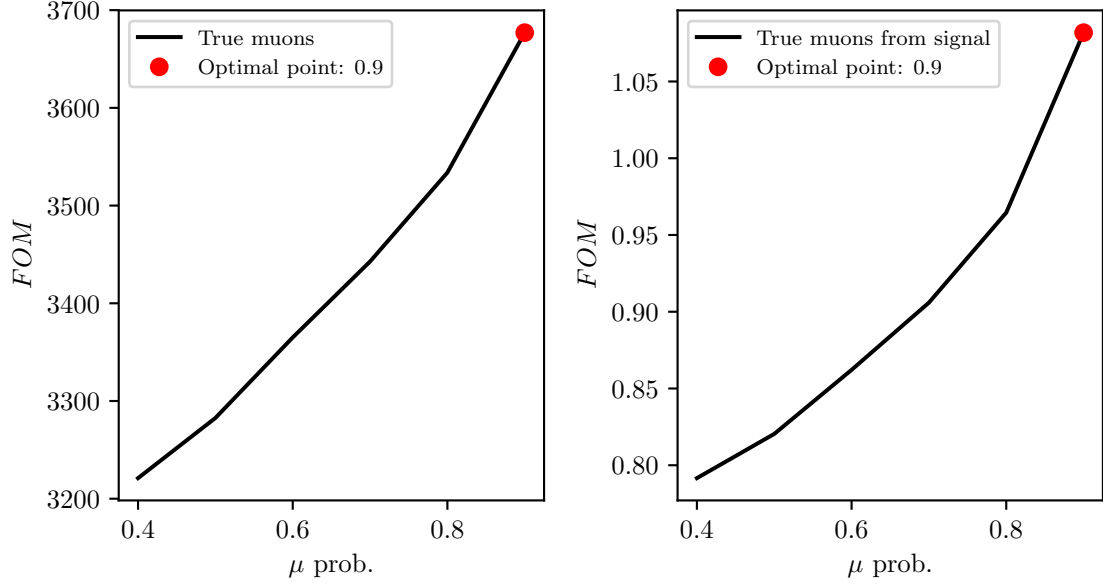 3700
3600
3500
3400
3300
3200
FOM
True muons
Optimal point: 0.9
0.4
0.6
0.8
μ prob.
1.05
1.00
0.95
0.90
0.85
0.80
FOM
True muons from signal
Optimal point: 0.9
0.4
0.6
0.8
μ prob.